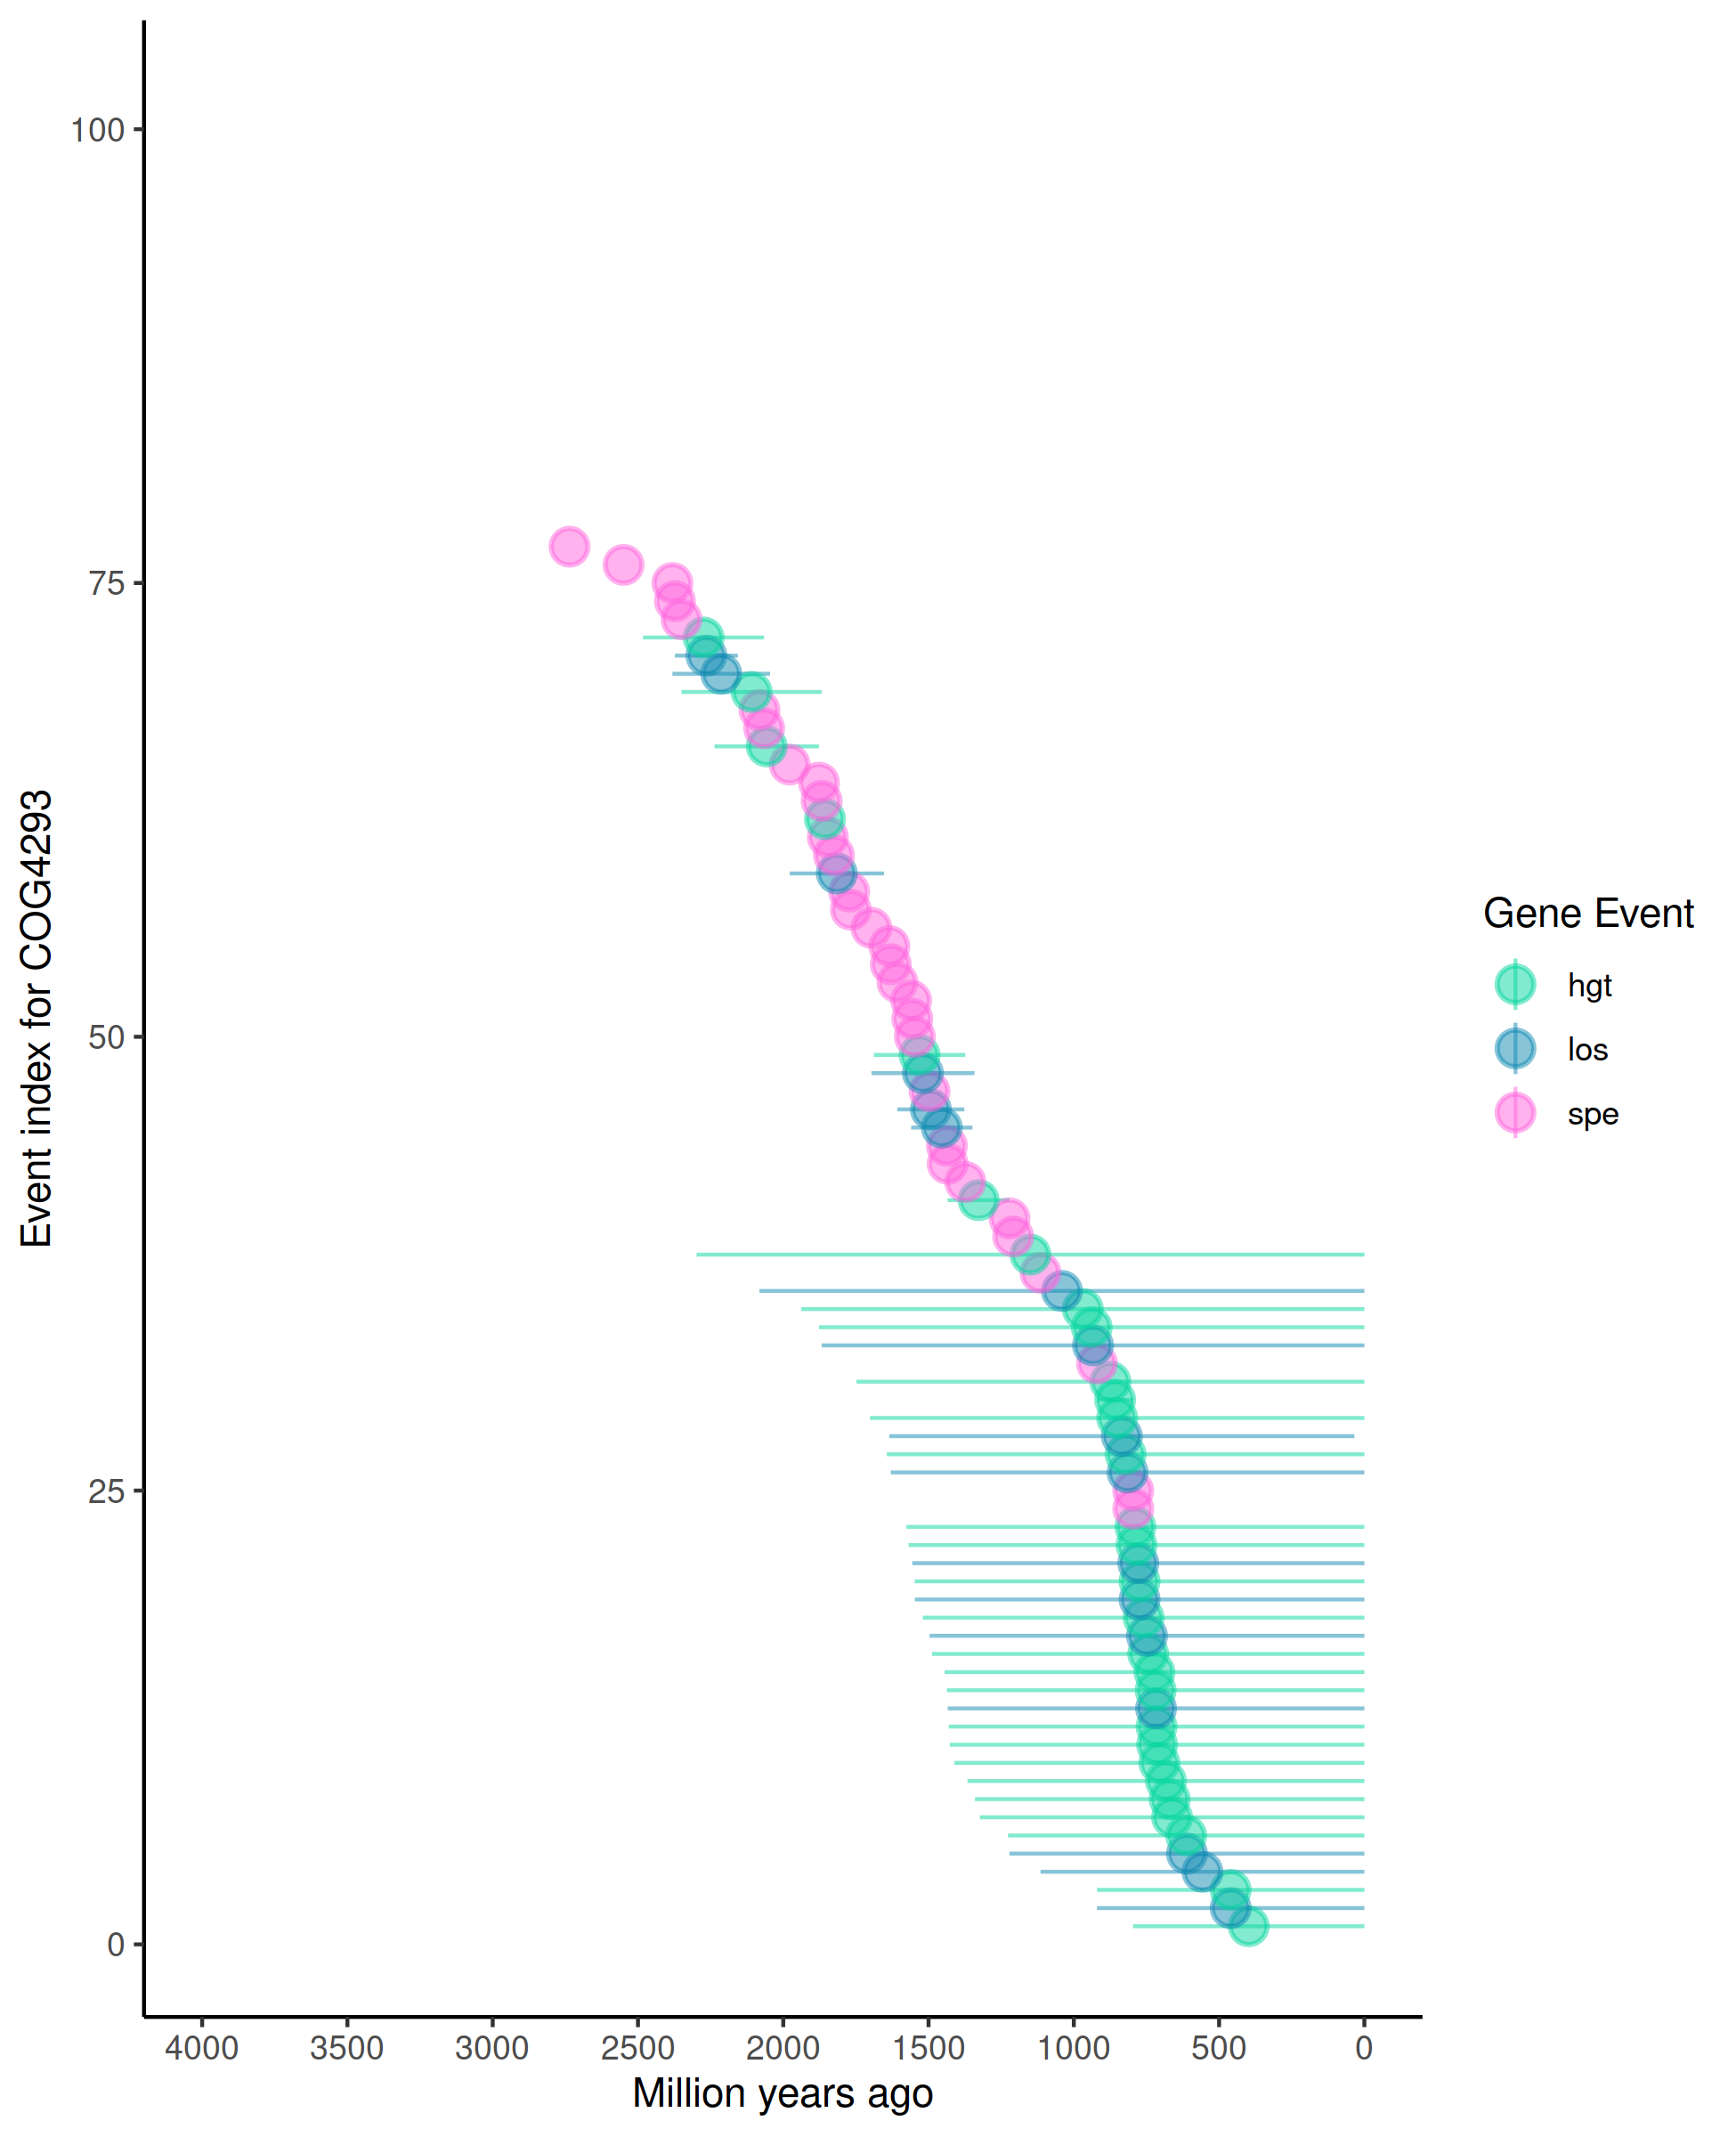 Event index for COG4293
100
75
50
25
0
4000 3500 3000 2500 2000 1500 1000 500 0
Million years ago
Gene Event
hgt
los
spe